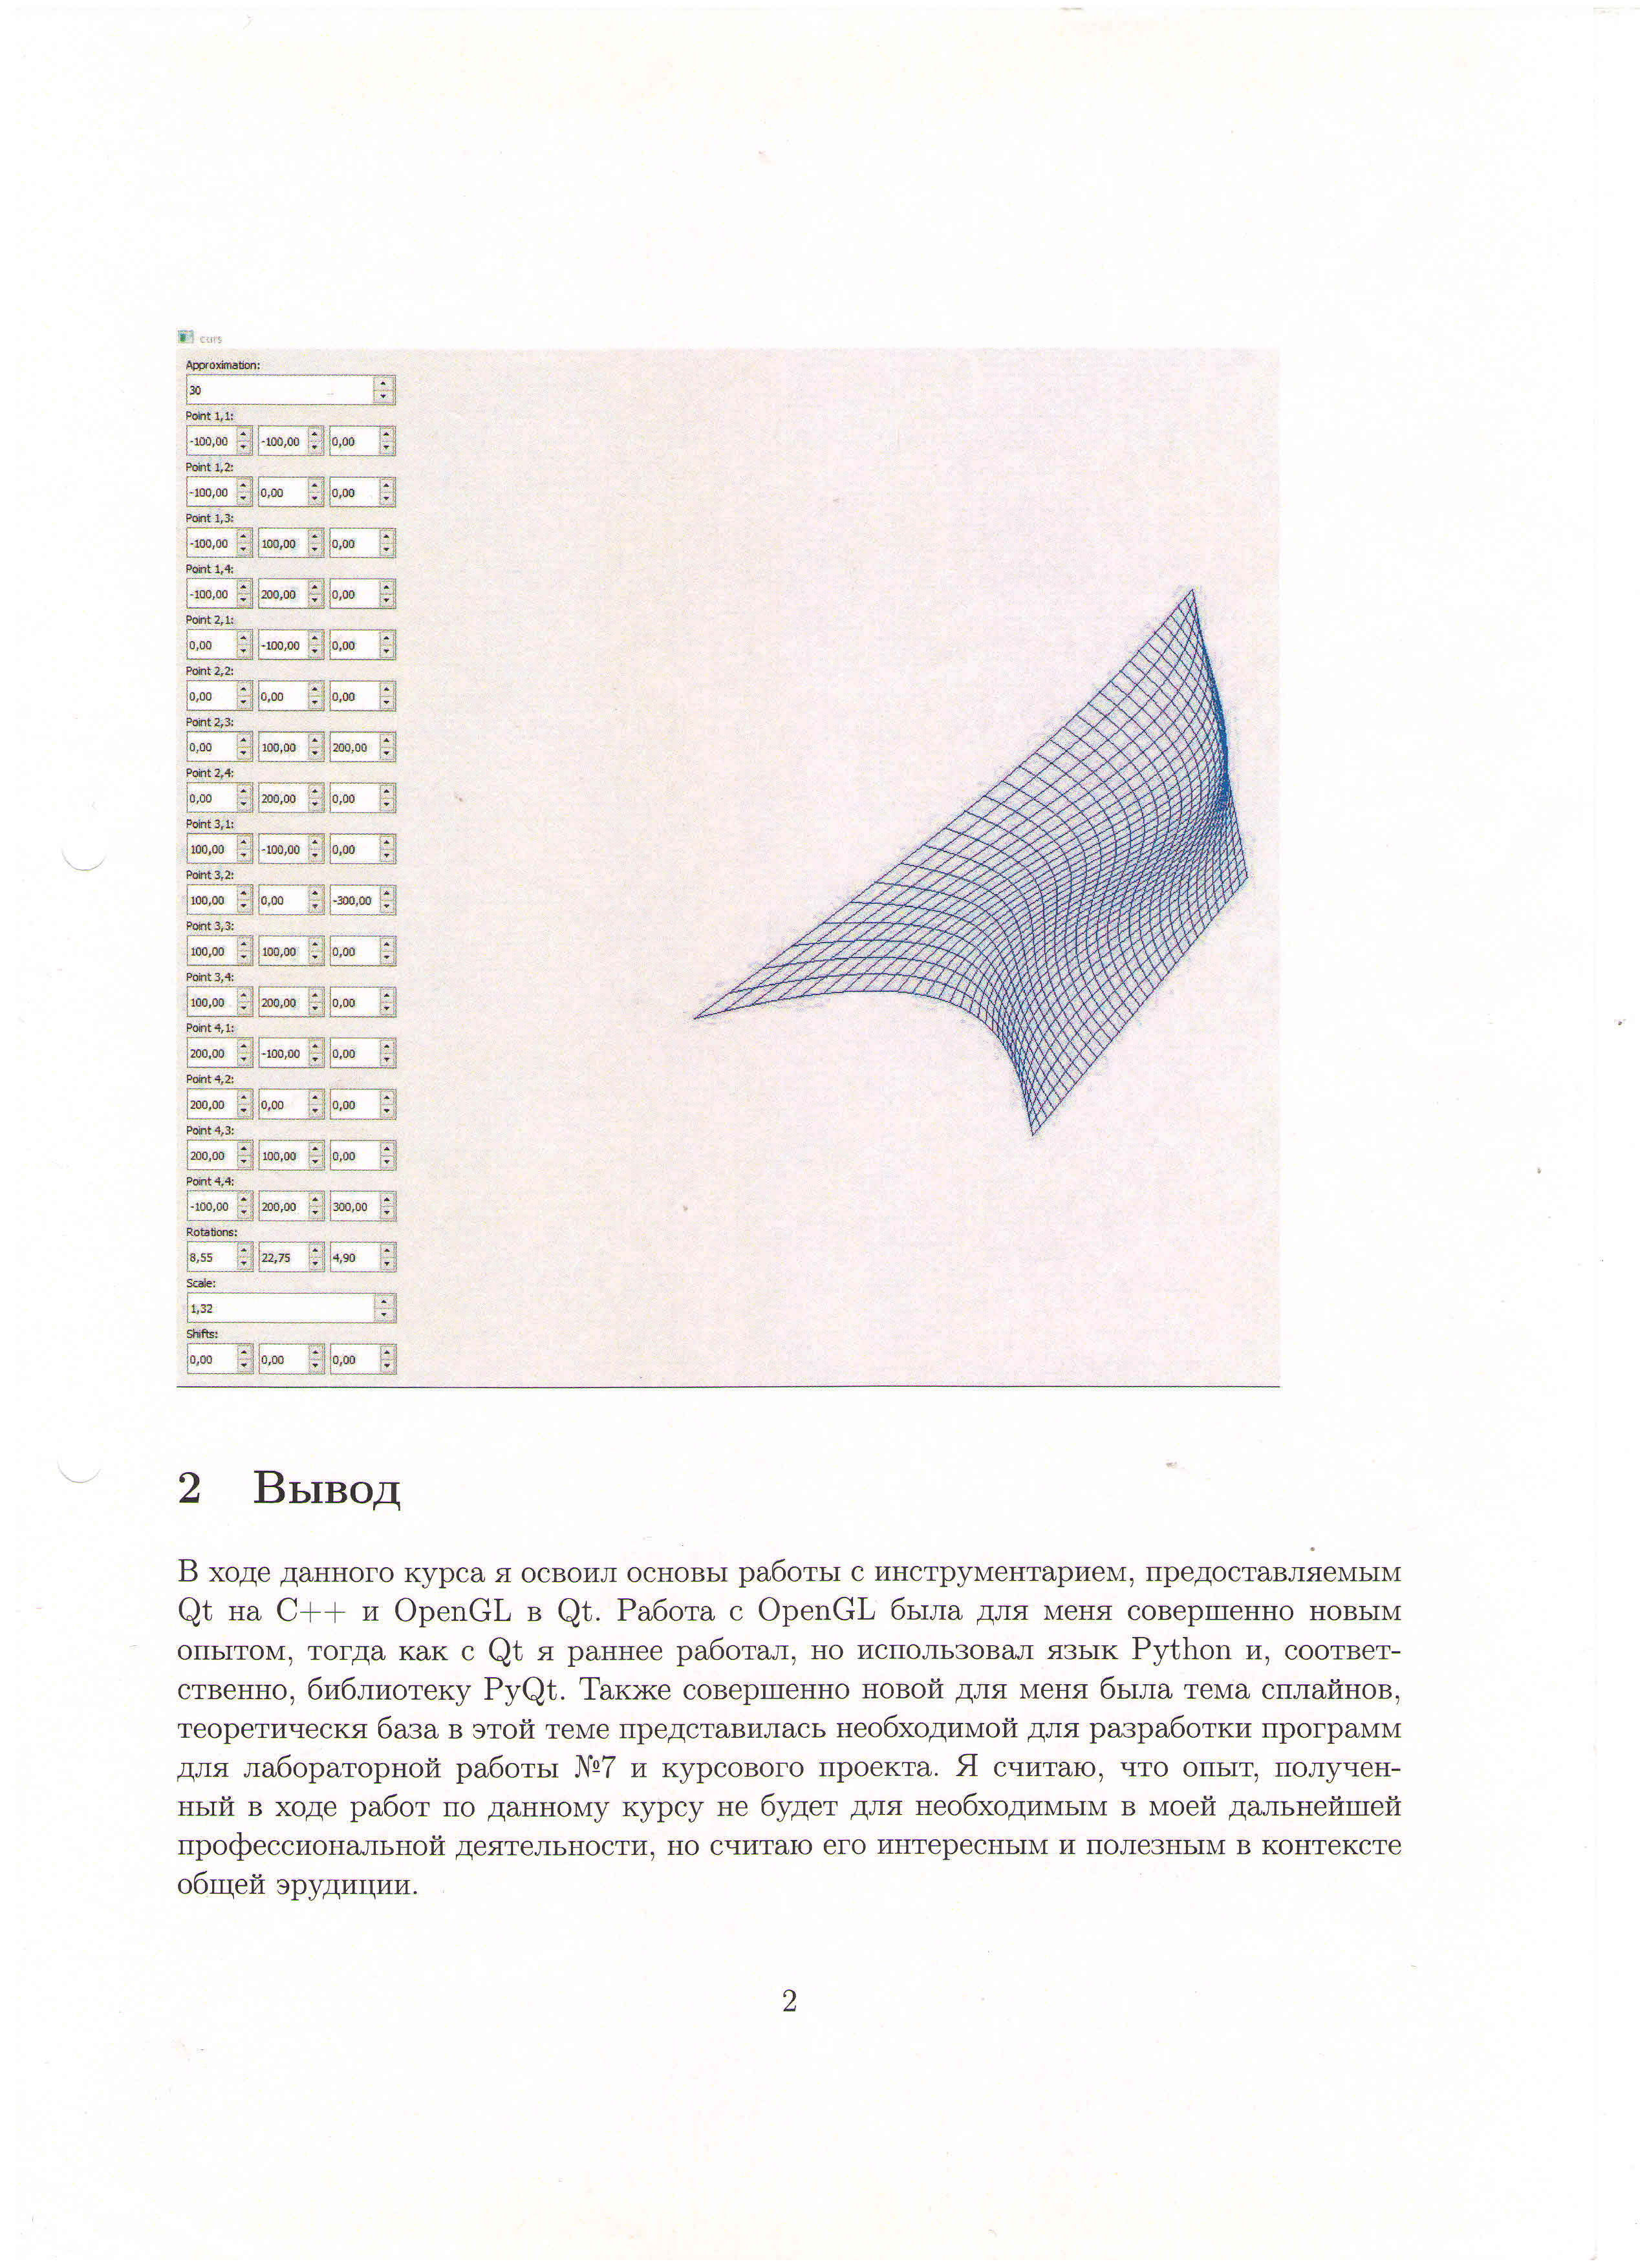 curs
Approximation:
30
Point 1,1:
-100,00 -100,00 0,00
Point 1,2:
-100,00 0,00 0,00
Point 1,3:
-100,00 100,00 0,00
Point 1,4:
-100,00 200,00 0,00
Point 2,1:
0,00 -100,00 0,00
Point 2,2:
0,00 0,00 0,00
Point 2,3:
0,00 100,00 200,00
Point 2,4:
0,00 200,00 0,00
Point 3,1:
100,00 -100,00 0,00
Point 3,2:
100,00 0,00 -300,00
Point 3,3:
100,00 100,00 0,00
Point 3,4:
100,00 200,00 0,00
Point 4,1:
200,00 -100,00 0,00
Point 4,2:
200,00 0,00 0,00
Point 4,3:
200,00 100,00 0,00
Point 4,4:
-100,00 200,00 300,00
Rotations:
8,55 22,75 4,90
Scale:
1,32
Shifts:
0,00 0,00 0,00
2 Вывод
В ходе данного курса я освоил основы работы с инструментарием, предоставляемым
Qt на C++ и OpenGL в Qt. Работа с OpenGL была для меня совершенно новым
опытом, тогда как с Qt я раннее работал, но использовал язык Python и, соответ-
ственно, библиотеку PyQt. Также совершенно новой для меня была тема сплайнов,
теоретическя база в этой теме представилась необходимой для разработки программ
для лабораторной работы №7 и курсового проекта. Я считаю, что опыт, получен-
ный в ходе работ по данному курсу не будет для необходимым в моей дальнейшей
профессиональной деятельности, но считаю его интересным и полезным в контексте
общей эрудиции.
2